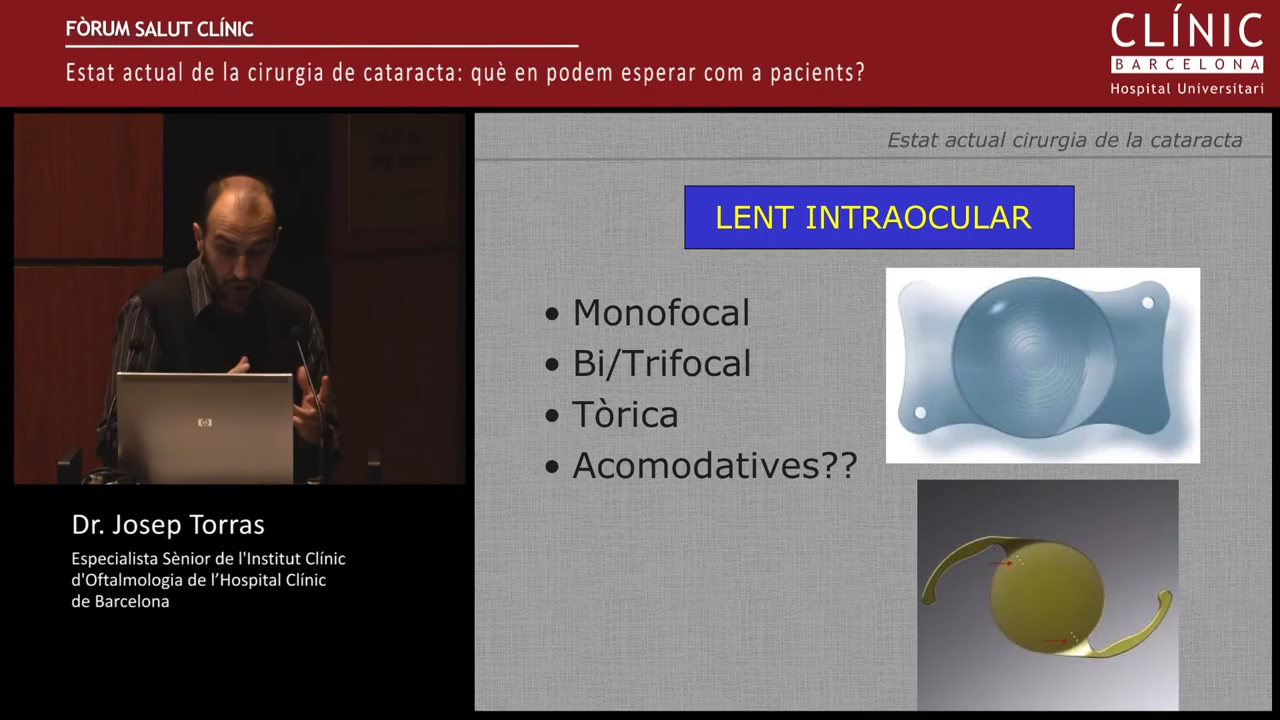 FÒRUM SALUT CLÍNIC
Estat actual de la cirurgia de cataracta: què en podem esperar com a pacients?
CLÍNIC
BARCELONA
Hospital Universitari
Estat actual cirurgia de la cataracta
LENT INTRAOCULAR
• Monofocal
• Bi/Trifocal
• Tòrica
• Acomodatives??
hp
Dr. Josep Torras
Especialista Sènior de l'Institut Clínic
d'Oftalmologia de l’Hospital Clínic
de Barcelona